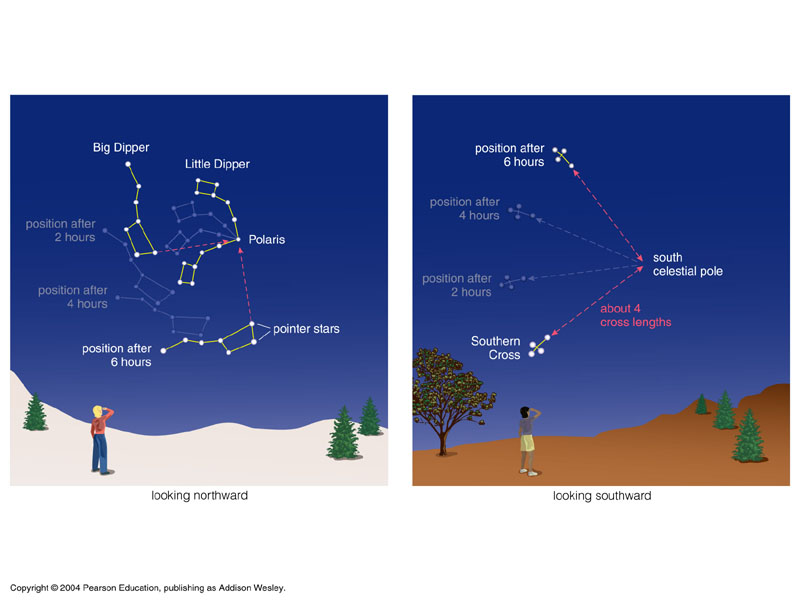 Big Dipper
Little Dipper
position after
2 hours
Polaris
position after
4 hours
pointer stars
position after
6 hours
looking northward
position after
6 hours
position after
4 hours
south
celestial pole
position after
2 hours
about 4
cross lengths
Southern
Cross
looking southward
Copyright © 2004 Pearson Education, publishing as Addison Wesley.